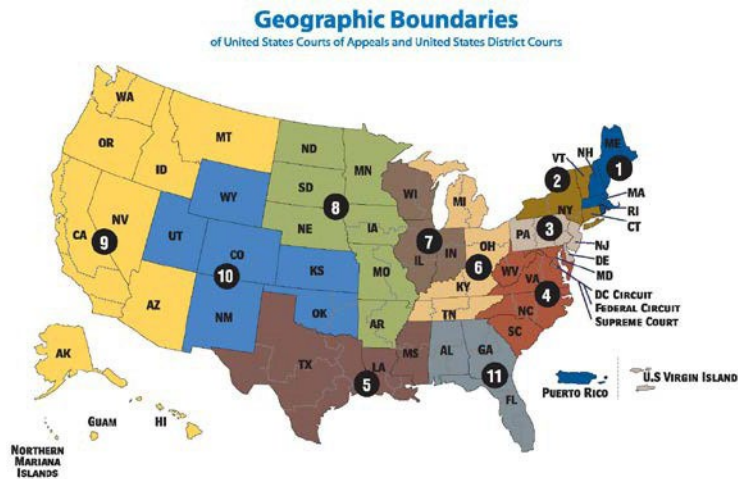 Geographic Boundaries
of United States Courts of Appeals and United States District Courts
WA
MT
ND
MN
VT
NH
ME
1
OR
ID
SD
WI
MI
2
MA
WY
8
NY
RI
CT
NV
NE
IA
7
PA
3
NJ
CA
9
UT
CO
10
IL
IN
OH
6
DE
MD
KS
MO
KY
WV
VA
4
DC CIRCUIT
FEDERAL CIRCUIT
SUPREME COURT
AZ
NM
OK
AR
TN
NC
SC
TX
LA
5
MS
AL
GA
11
FL
AK
PUERTO RICO
U.S VIRGIN ISLAND
GUAM
HI
NORTHERN
MARIANA
ISLANDS